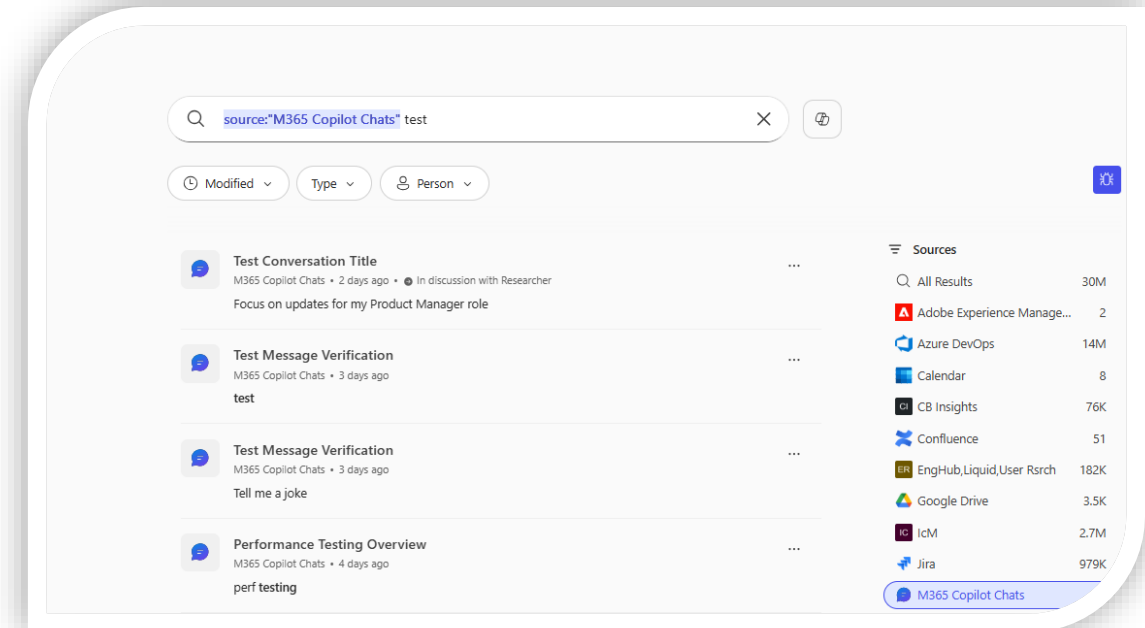 source:"M365 Copilot Chats" test
Modified
Type
Person
Test Conversation Title
M365 Copilot Chats • 2 days ago • In discussion with Researcher
Focus on updates for my Product Manager role
Test Message Verification
M365 Copilot Chats • 3 days ago
test
Test Message Verification
M365 Copilot Chats • 3 days ago
Tell me a joke
Performance Testing Overview
M365 Copilot Chats • 4 days ago
perf testing
Sources
All Results 30M
Adobe Experience Manage... 2
Azure DevOps 14M
Calendar 8
CI CB Insights 76K
Confluence 51
ER EngHub,Liquid,User Rsrch 182K
Google Drive 3.5K
IC IcM 2.7M
Jira 979K
M365 Copilot Chats